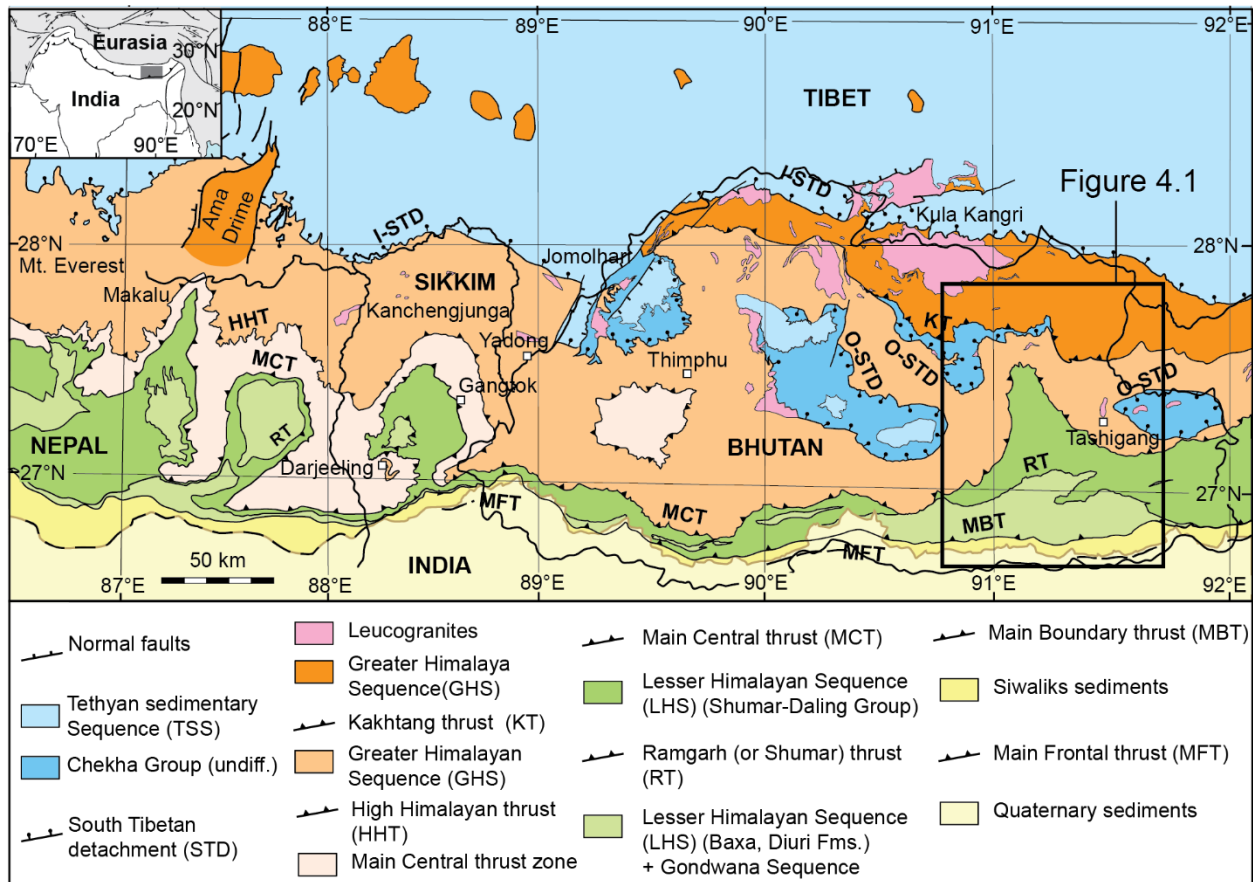 88°E
89°E
90°E
91°E
92°E
Eurasia
30°N
India
20°N
70°E
90°E
TIBET
Figure 4.1
I-STD
Kula Kangri
Ama
Drime
I-STD
28°N
28°N
Jomolhari
Mt. Everest
SIKKIM
Makalu
Kanchengjunga
HHT
KT
Yadong
O-STD
O-STD
Thimphu
MCT
Gangtok
O-STD
Tashigang
NEPAL
RT
BHUTAN
RT
Darjeeling
27°N
27°N
MFT
MCT
MBT
INDIA
MFT
50 km
87°E
88°E
89°E
90°E
91°E
92°E
Normal faults
Tethyan sedimentary
Sequence (TSS)
Chekha Group (undiff.)
South Tibetan
detachment (STD)
Leucogranites
Greater Himalaya
Sequence(GHS)
Kakhtang thrust (KT)
Greater Himalayan
Sequence (GHS)
High Himalayan thrust
(HHT)
Main Central thrust zone
Main Central thrust (MCT)
Lesser Himalayan Sequence
(LHS) (Shumar-Daling Group)
Ramgarh (or Shumar) thrust
(RT)
Lesser Himalayan Sequence
(LHS) (Baxa, Diuri Fms.)
+ Gondwana Sequence
Main Boundary thrust (MBT)
Siwaliks sediments
Main Frontal thrust (MFT)
Quaternary sediments